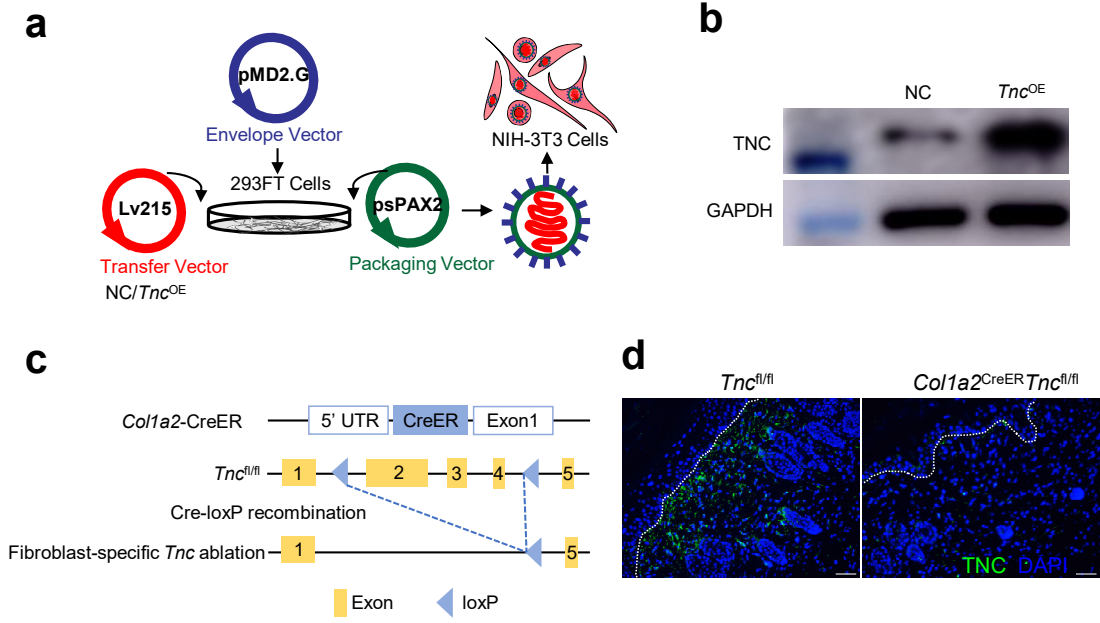 a
pMD2.G
Envelope Vector
293FT Cells
Lv215
psPAX2
Transfer Vector
NC/TncOE
Packaging Vector
NIH-3T3 Cells
b
NC TncOE
TNC
GAPDH
c
Col1a2-CreER 5' UTR CreER Exon1
Tncfl/fl 1 2 3 4 5
Cre-loxP recombination
Fibroblast-specific Tnc ablation 1 5
Exon loxP
d
Tncfl/fl Col1a2CreERTncfl/fl
TNC DAPI